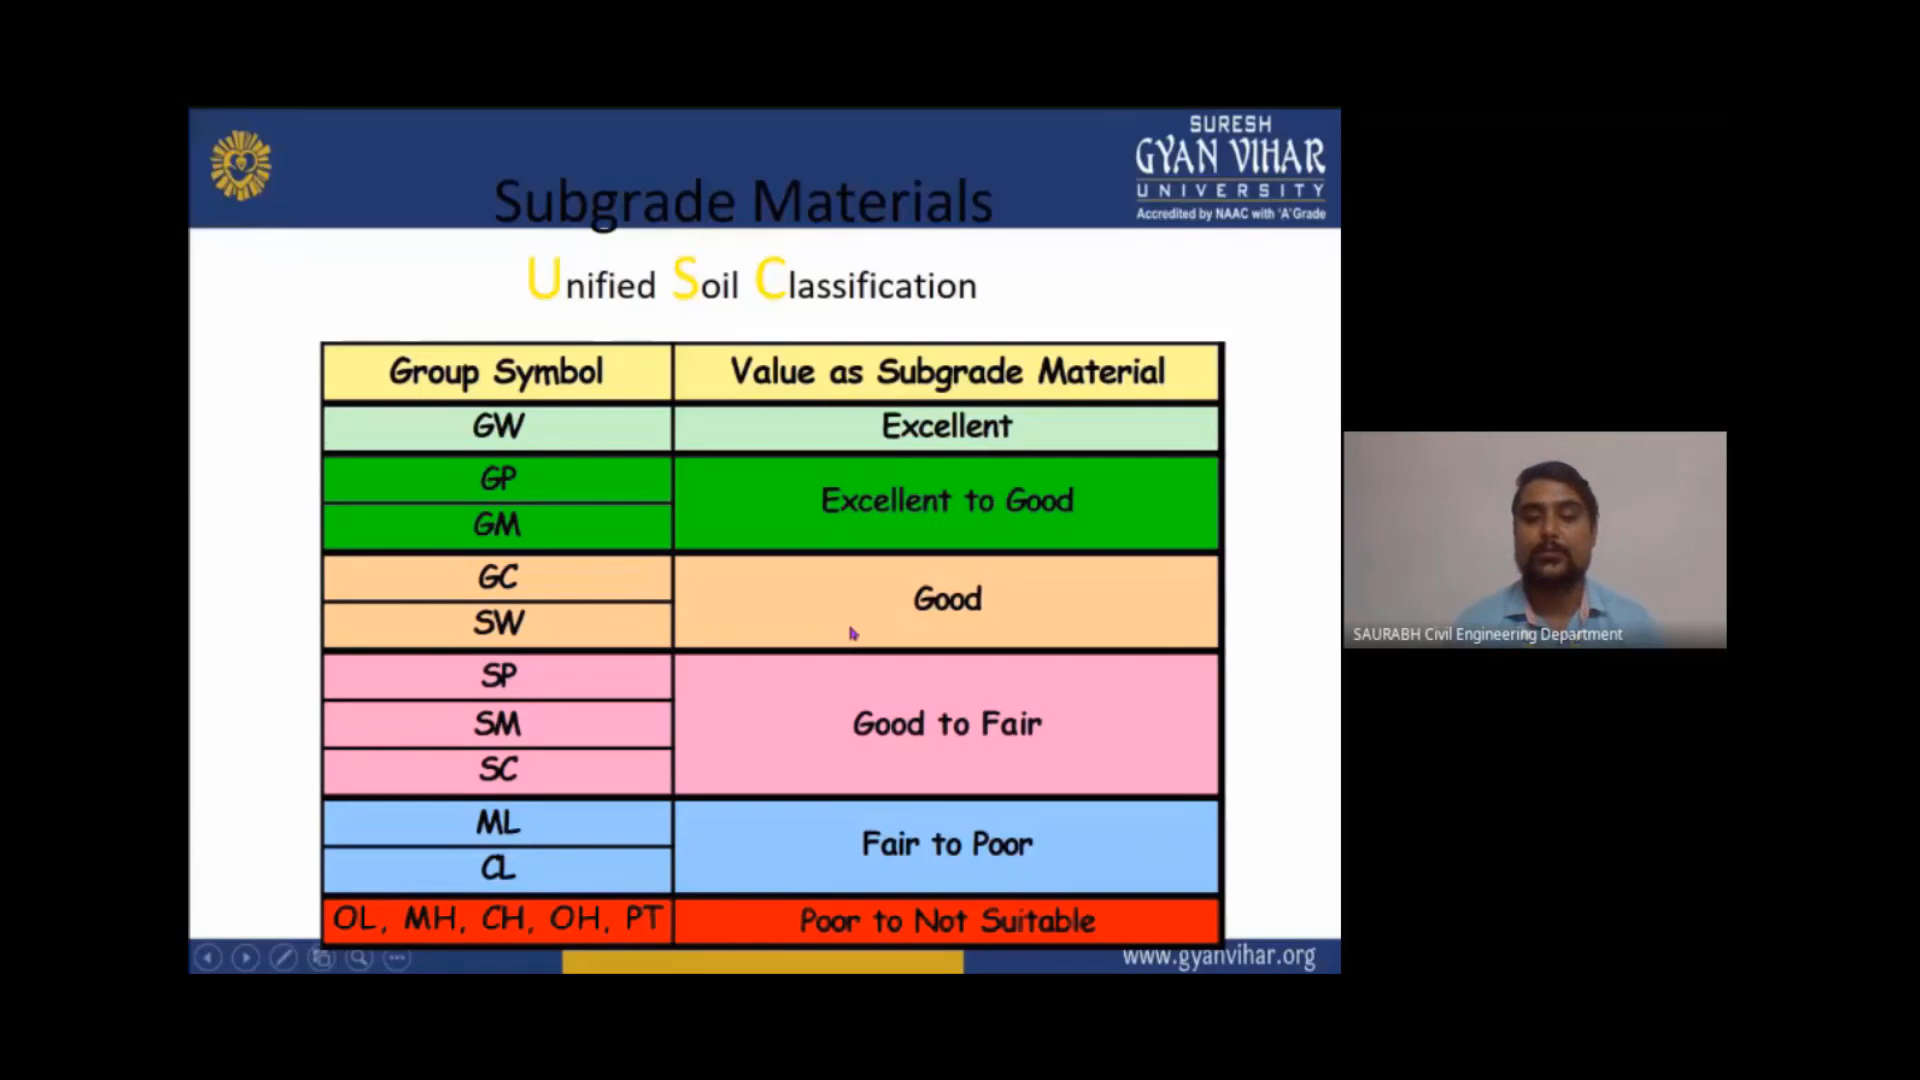 SURESH
GYAN VIHAR
UNIVERSITY
Accredited by NAAC with 'A' Grade
Subgrade Materials
Unified Soil Classification
Group Symbol Value as Subgrade Material
GW Excellent
GP
GM
Excellent to Good
GC
SW
Good
SP
SM
SC
Good to Fair
ML
CL
Fair to Poor
OL, MH, CH, OH, PT Poor to Not Suitable
www.gyanvihar.org
SAURABH Civil Engineering Department